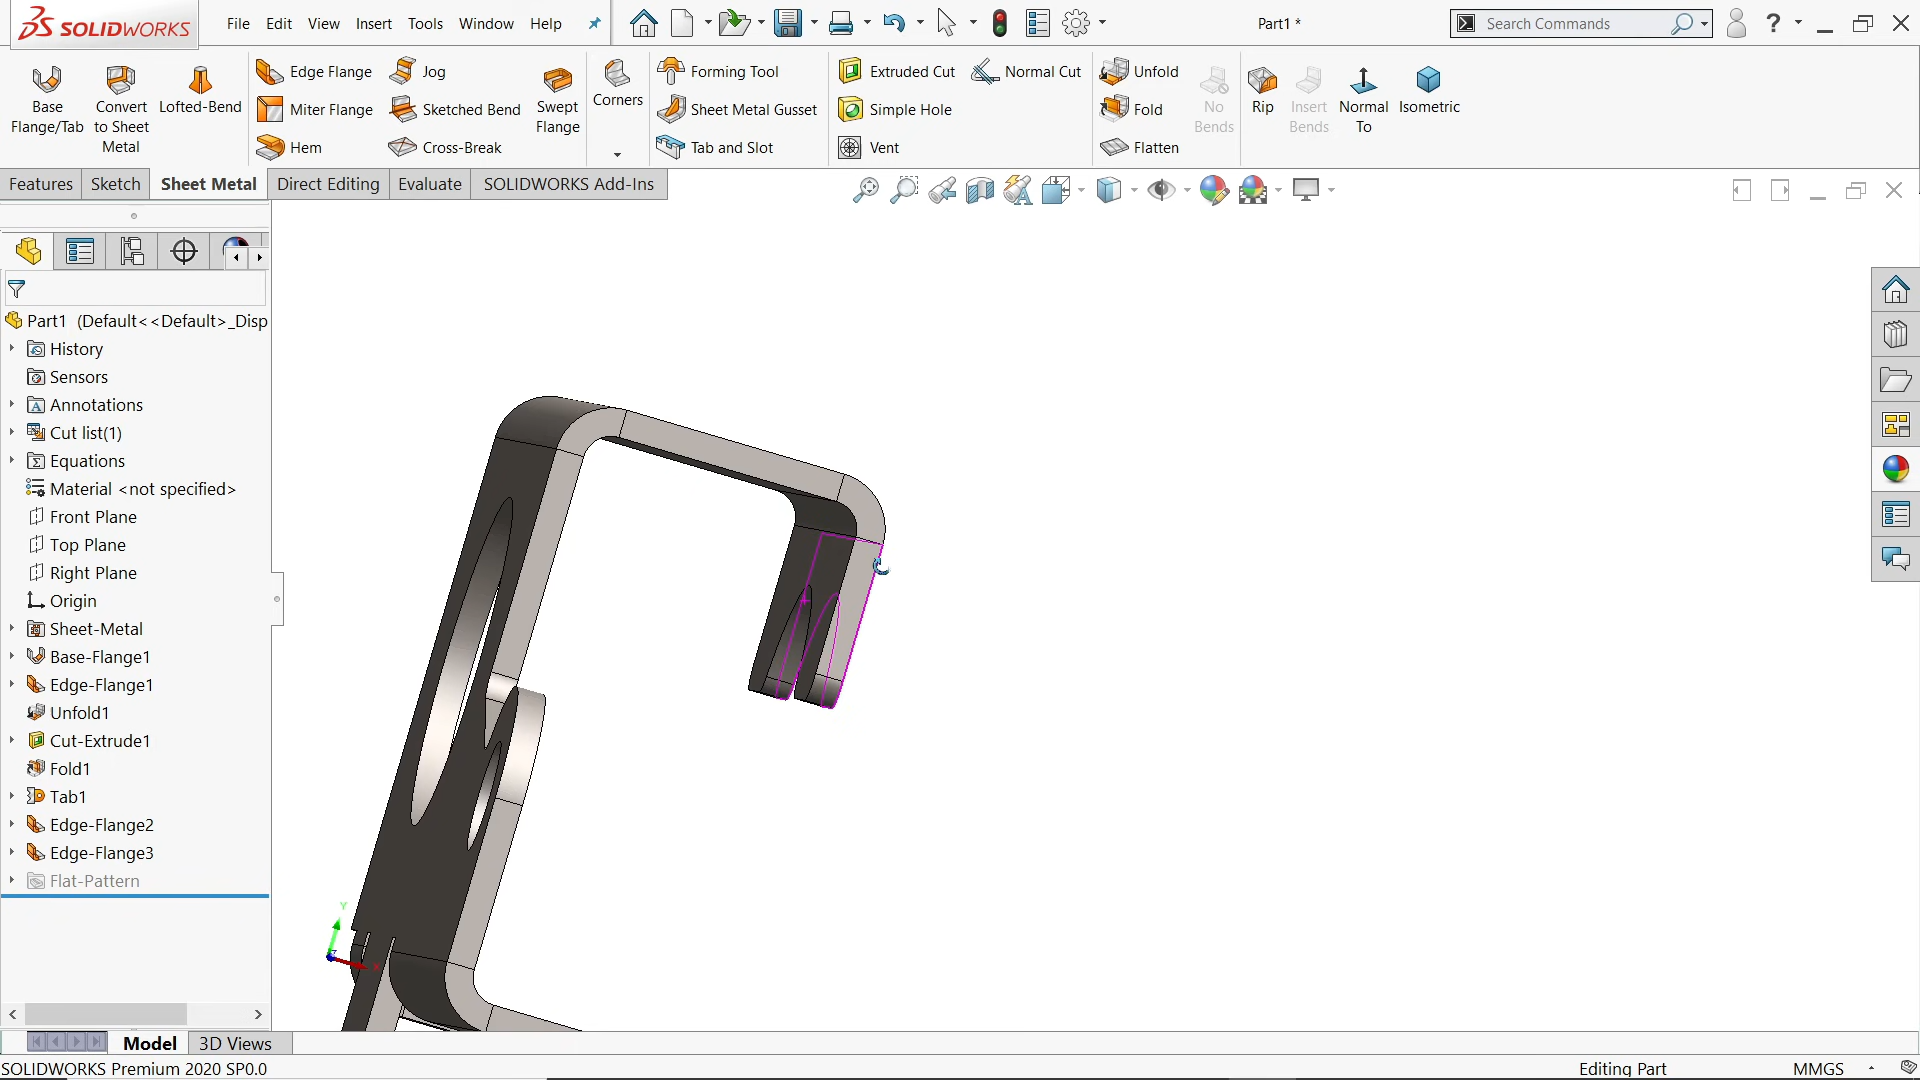 SOLIDWORKS
File Edit View Insert Tools Window Help
Part1 *
Search Commands
?
Base Flange/Tab
Convert to Sheet Metal
Lofted-Bend
Edge Flange
Miter Flange
Hem
Jog
Sketched Bend
Cross-Break
Swept Flange
Corners
Forming Tool
Sheet Metal Gusset
Tab and Slot
Extruded Cut
Simple Hole
Vent
Normal Cut
Unfold
Fold
Flatten
No Bends
Rip
Insert Bends
Normal To
Isometric
Features Sketch Sheet Metal Direct Editing Evaluate SOLIDWORKS Add-Ins
Part1 (Default<<Default>_Disp
History
Sensors
Annotations
Cut list(1)
Equations
Material <not specified>
Front Plane
Top Plane
Right Plane
Origin
Sheet-Metal
Base-Flange1
Edge-Flange1
Unfold1
Cut-Extrude1
Fold1
Tab1
Edge-Flange2
Edge-Flange3
Flat-Pattern
Y
X
Model 3D Views
SOLIDWORKS Premium 2020 SP0.0
Editing Part
MMGS